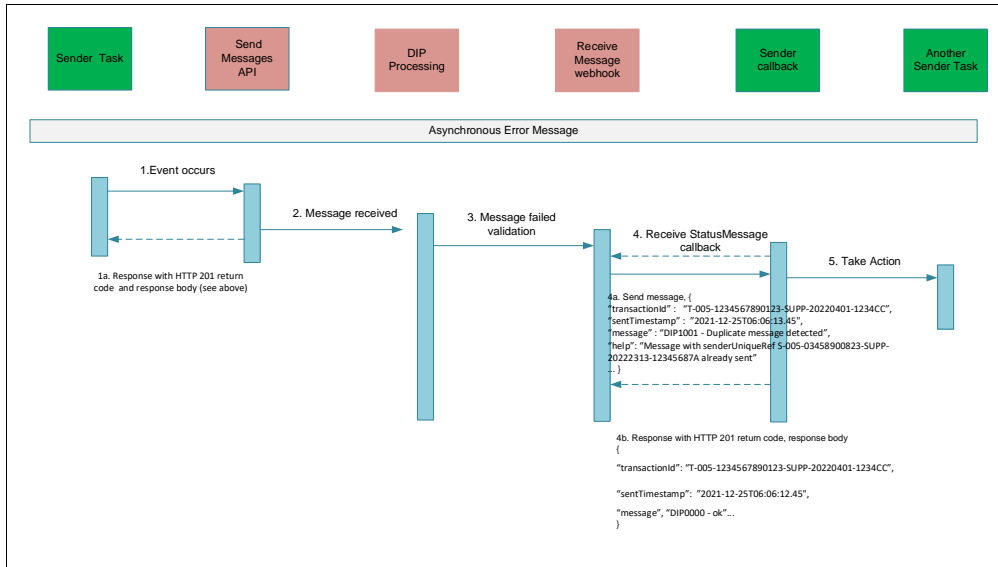 Sender Task
Send
Messages
API
DIP
Processing
Receive
Message
webhook
Sender
callback
Another
Sender Task
Asynchronous Error Message
1.Event occurs
2. Message received
3. Message failed
validation
4. Receive StatusMessage
callback
5. Take Action
1a. Response with HTTP 201 return
code and response body (see above)
4a. Send message, {
“transactionId” : “T-005-1234567890123-SUPP-20220401-1234CC”,
“sentTimestamp” : ”2021-12-25T06:06:13.45",
“message” : “DIP1001 - Duplicate message detected”,
“help”: “Message with senderUniqueRef S-005-03458900823-SUPP-
20222313-12345687A already sent”
... }
4b. Response with HTTP 201 return code, response body
{
“transactionId”: “T-005-1234567890123-SUPP-20220401-1234CC”,
“sentTimestamp”: ”2021-12-25T06:06:12.45",
“message”, “DIP0000 - ok”...
}